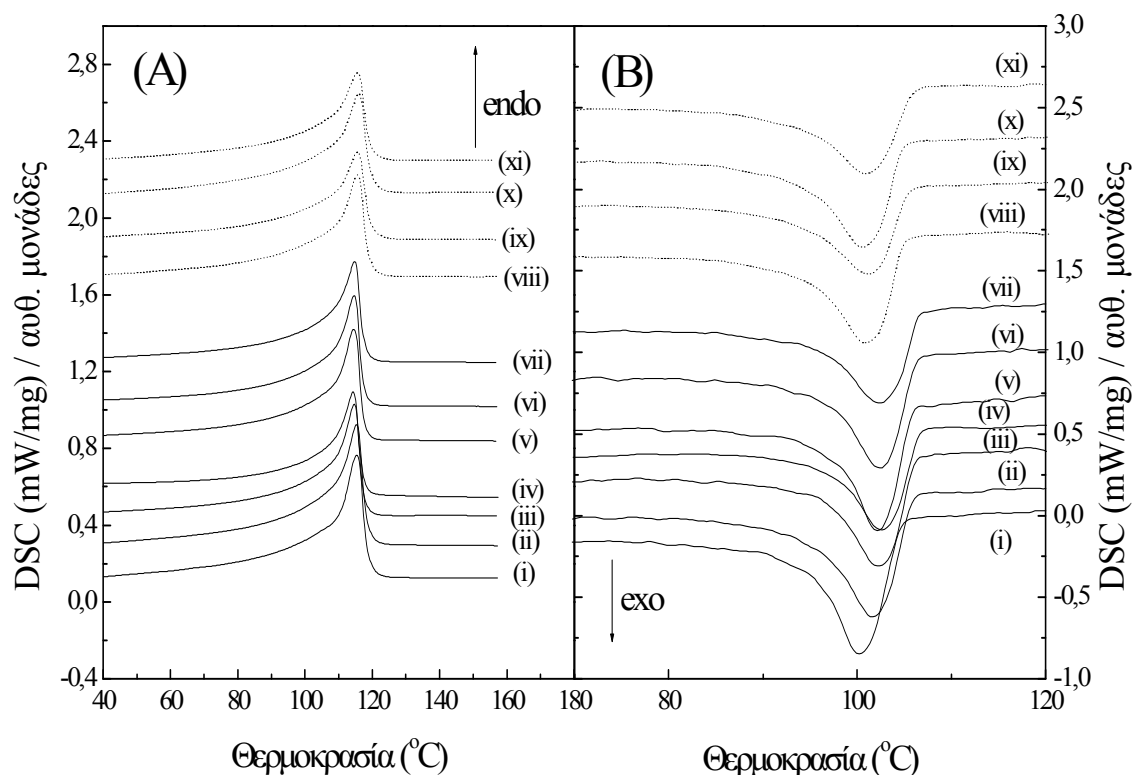 (A)
endo
(xi)
(x)
(ix)
(viii)
(vii)
(vi)
(v)
(iv)
(iii)
(ii)
(i)
2,8
2,4
2,0
1,6
1,2
0,8
0,4
0,0
-0,4
DSC (mW/mg) / αυθ. μονάδες
40 60 80 100 120 140 160 180
Θερμοκρασία (°C)
(B)
exo
(xi)
(x)
(ix)
(viii)
(vii)
(vi)
(v)
(iv)
(iii)
(ii)
(i)
3,0
2,5
2,0
1,5
1,0
0,5
0,0
-0,5
-1,0
DSC (mW/mg) / αυθ. μονάδες
80 100 120
Θερμοκρασία (°C)